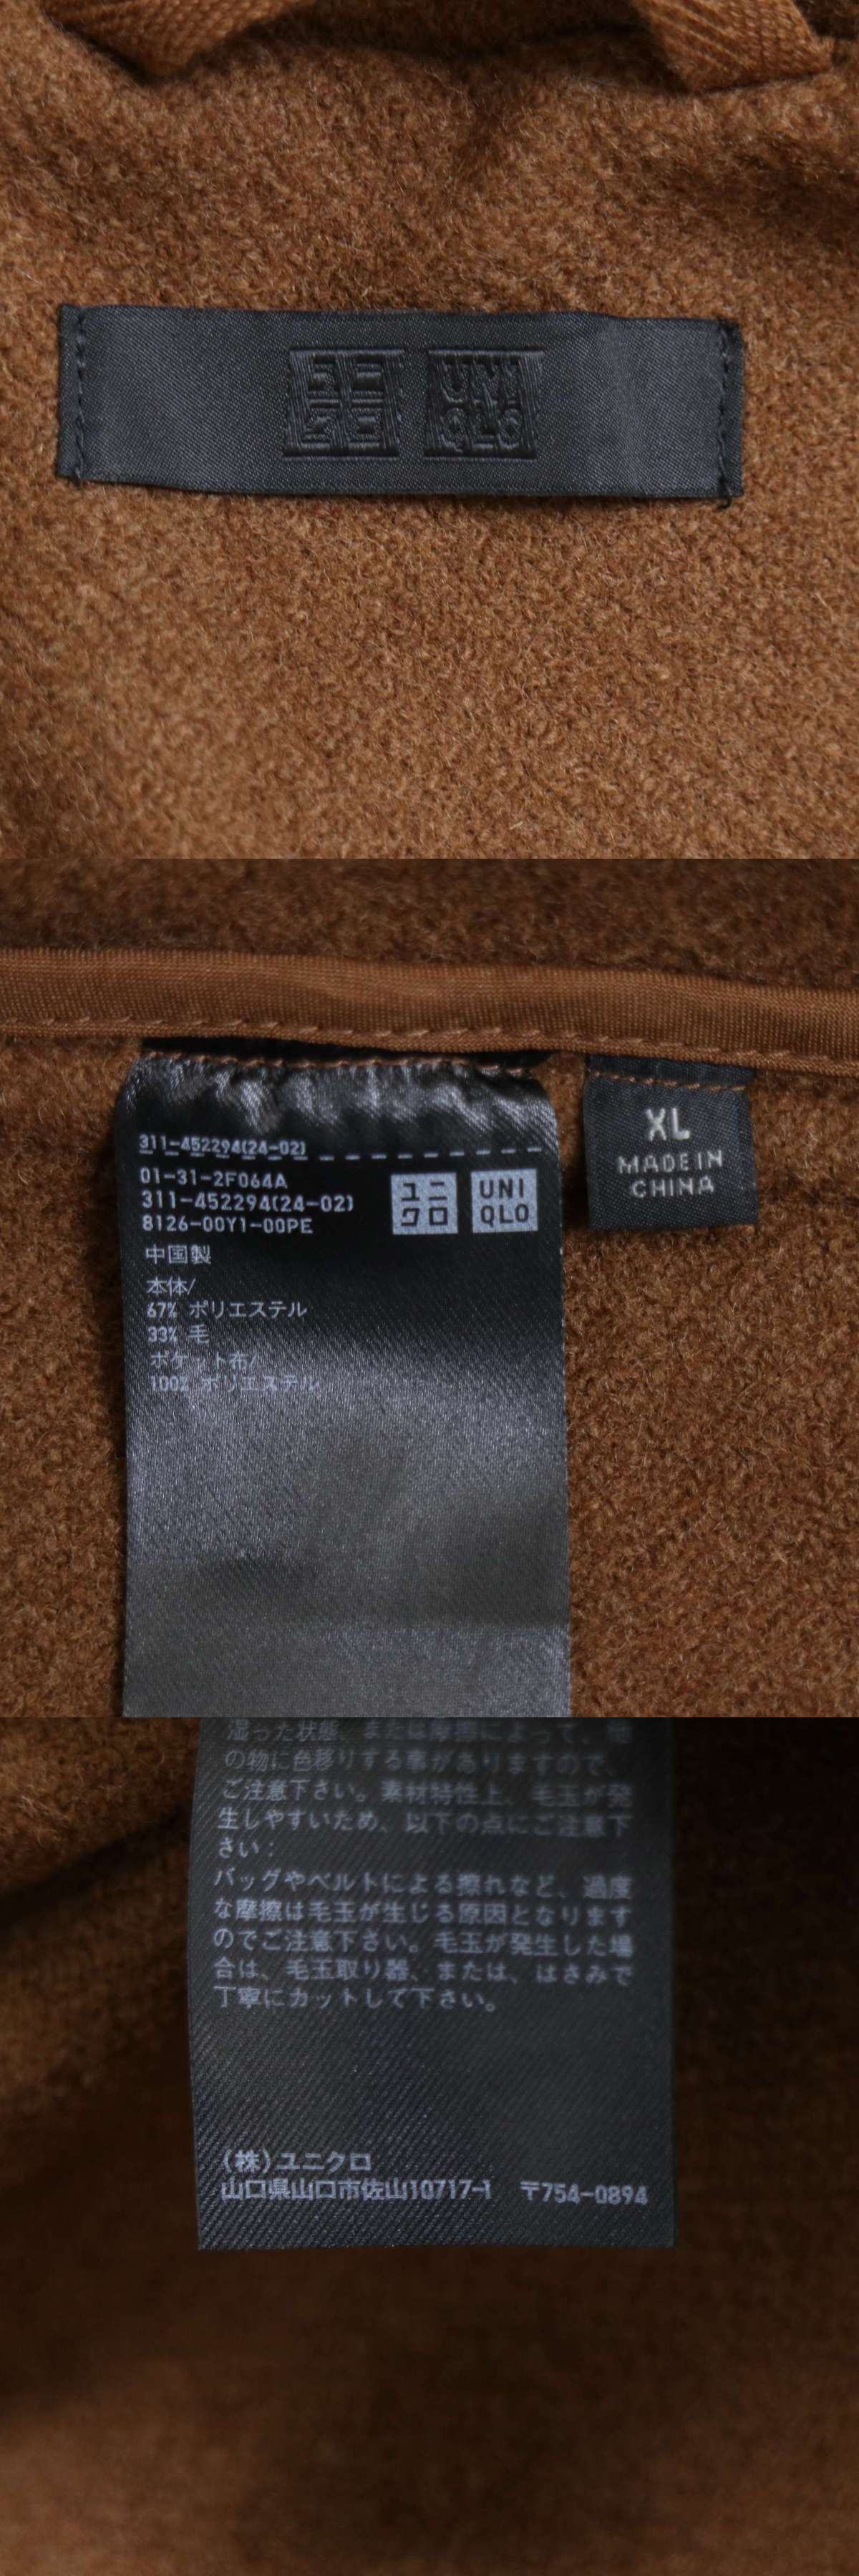 ユニ
クロ
UNI
QLO
311-452294(24-02)
01-31-2F064A
311-452294(24-02)
8126-00Y1-00PE
ユニ
クロ
UNI
QLO
中国製
本体/
67% ポリエステル
33% 毛
ポケット布/
100% ポリエステル
XL
MADE IN
CHINA
湿った状態、または摩擦によって、他
の物に色移りする事がありますので、
ご注意下さい。素材特性上、毛玉が発
生しやすいため、以下の点にご注意下
さい:
バッグやベルトによる擦れなど、過度
な摩擦は毛玉が生じる原因となります
のでご注意下さい。毛玉が発生した場
合は、毛玉取り器、または、はさみで
丁寧にカットして下さい。
(株)ユニクロ
山口県山口市佐山10717-1 〒754-0894